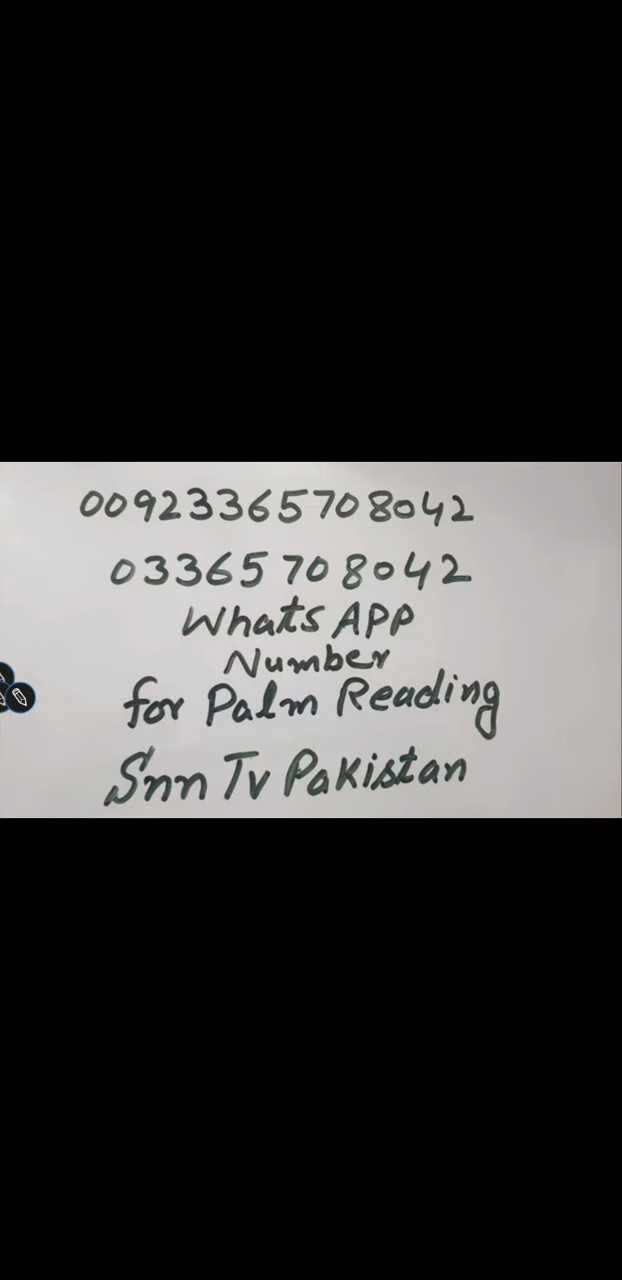 00923365708042
03365708042
Whats APP
Number
for Palm Reading
Snn Tv Pakistan